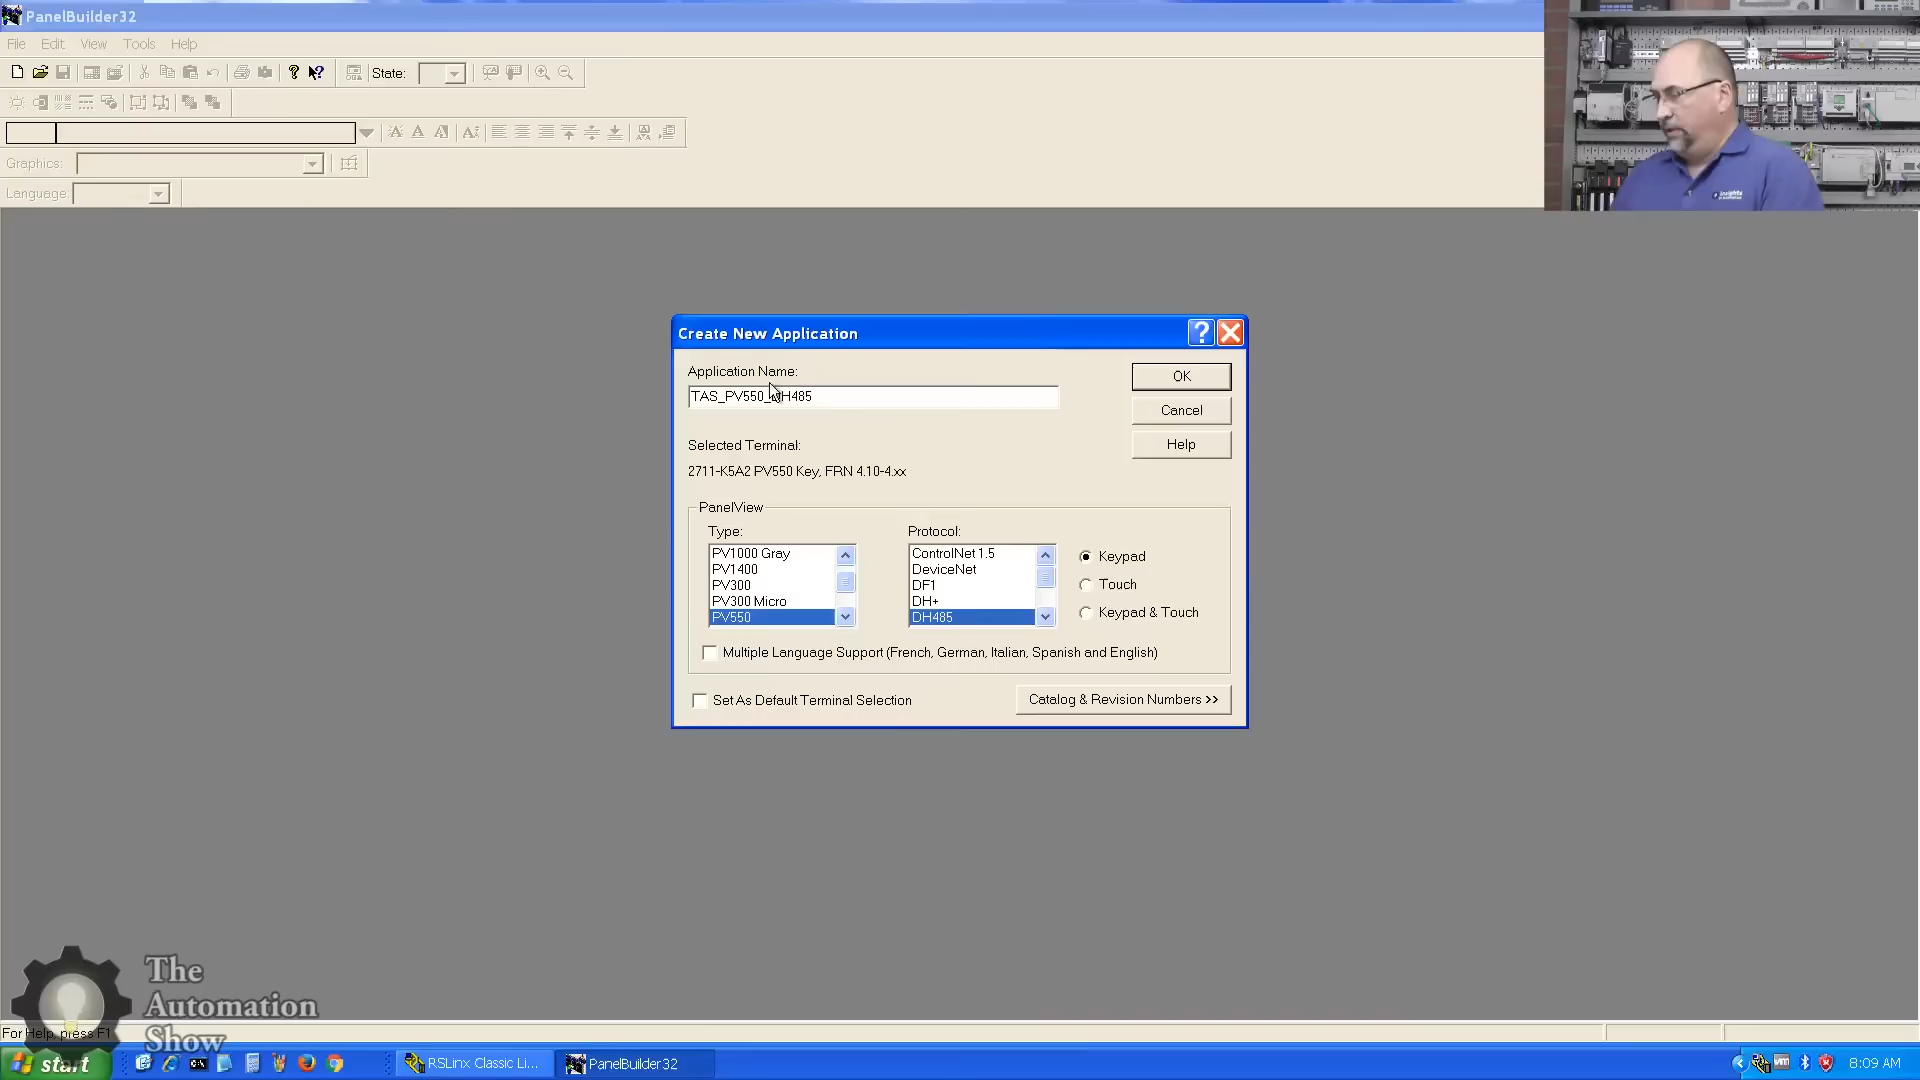 PanelBuilder32
File Edit View Tools Help
State:
Graphics:
Language:
Create New Application
Application Name:
TAS_PV550_DH485
OK
Cancel
Help
Selected Terminal:
2711-K5A2 PV550 Key, FRN 4.10-4.xx
PanelView
Type:
PV1000 Gray
PV1400
PV300
PV300 Micro
PV550
Protocol:
ControlNet 1.5
DeviceNet
DF1
DH+
DH485
Keypad
Touch
Keypad & Touch
Multiple Language Support (French, German, Italian, Spanish and English)
Set As Default Terminal Selection
Catalog & Revision Numbers >>
The
Automation
Show
For Help, press F1
start
RSLinx Classic Li...
PanelBuilder32
8:09 AM